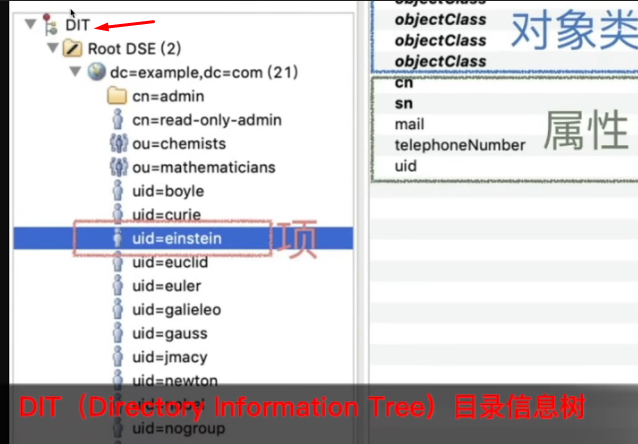 DIT
Root DSE (2)
dc=example,dc=com (21)
cn=admin
cn=read-only-admin
ou=chemists
ou=mathematicians
uid=boyle
uid=curie
uid=einstein
项
uid=euclid
uid=euler
uid=galieleo
uid=gauss
uid=jmacy
uid=newton
uid=nobel
uid=nogroup
objectClass
objectClass
objectClass
objectClass
对象类
cn
sn
mail
telephoneNumber
uid
属性
DIT（Directory Information Tree）目录信息树